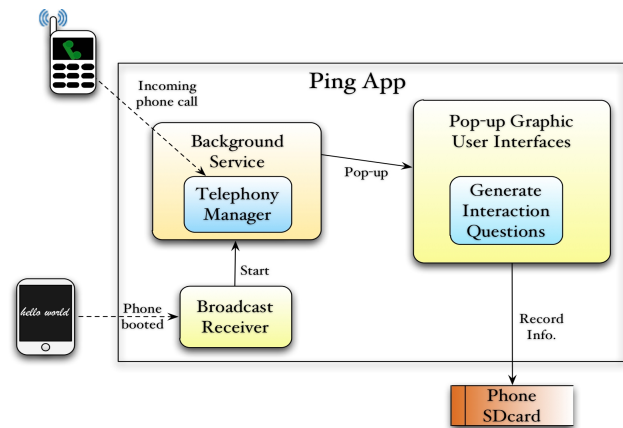 Ping App
Incoming
phone call
Background
Service
Telephony
Manager
Pop-up
Pop-up Graphic
User Interfaces
Generate
Interaction
Questions
Start
hello world
Phone
booted
Broadcast
Receiver
Record
Info.
Phone
SDcard